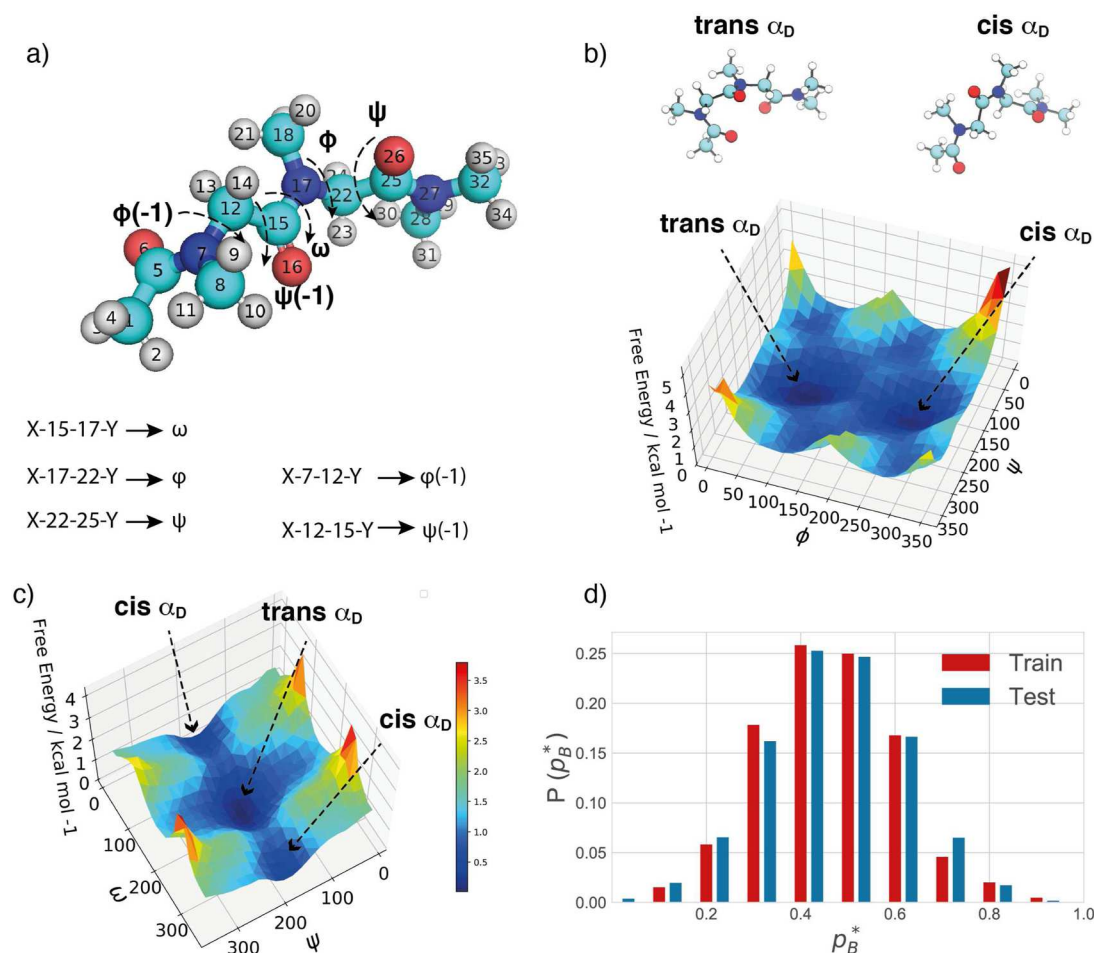 a)
20
21
18
ϕ
ψ
26
35
3
13
14
17
24
25
32
12
22
27
ϕ(-1)
15
30
28
29
34
6
7
9
23
ω
5
16
31
8
ψ(-1)
4
11
10
3
1
2
X-15-17-Y → ω
X-17-22-Y → φ
X-7-12-Y → φ(-1)
X-22-25-Y → ψ
X-12-15-Y → ψ(-1)
b)
trans αD
cis αD
trans αD
cis αD
Free Energy / kcal mol -1
5
4
3
2
1
0
0
50
100
150
200
250
300
350
ϕ
0
50
100
150
200
250
300
350
ψ
c)
cis αD
trans αD
cis αD
Free Energy / kcal mol -1
4
3
2
1
0
0
100
200
300
ω
300
200
100
0
ψ
3.5
3.0
2.5
2.0
1.5
1.0
0.5
d)
P (p*B)
0.25
0.20
0.15
0.10
0.05
0.00
Train
Test
0.2
0.4
0.6
0.8
1.0
p*B